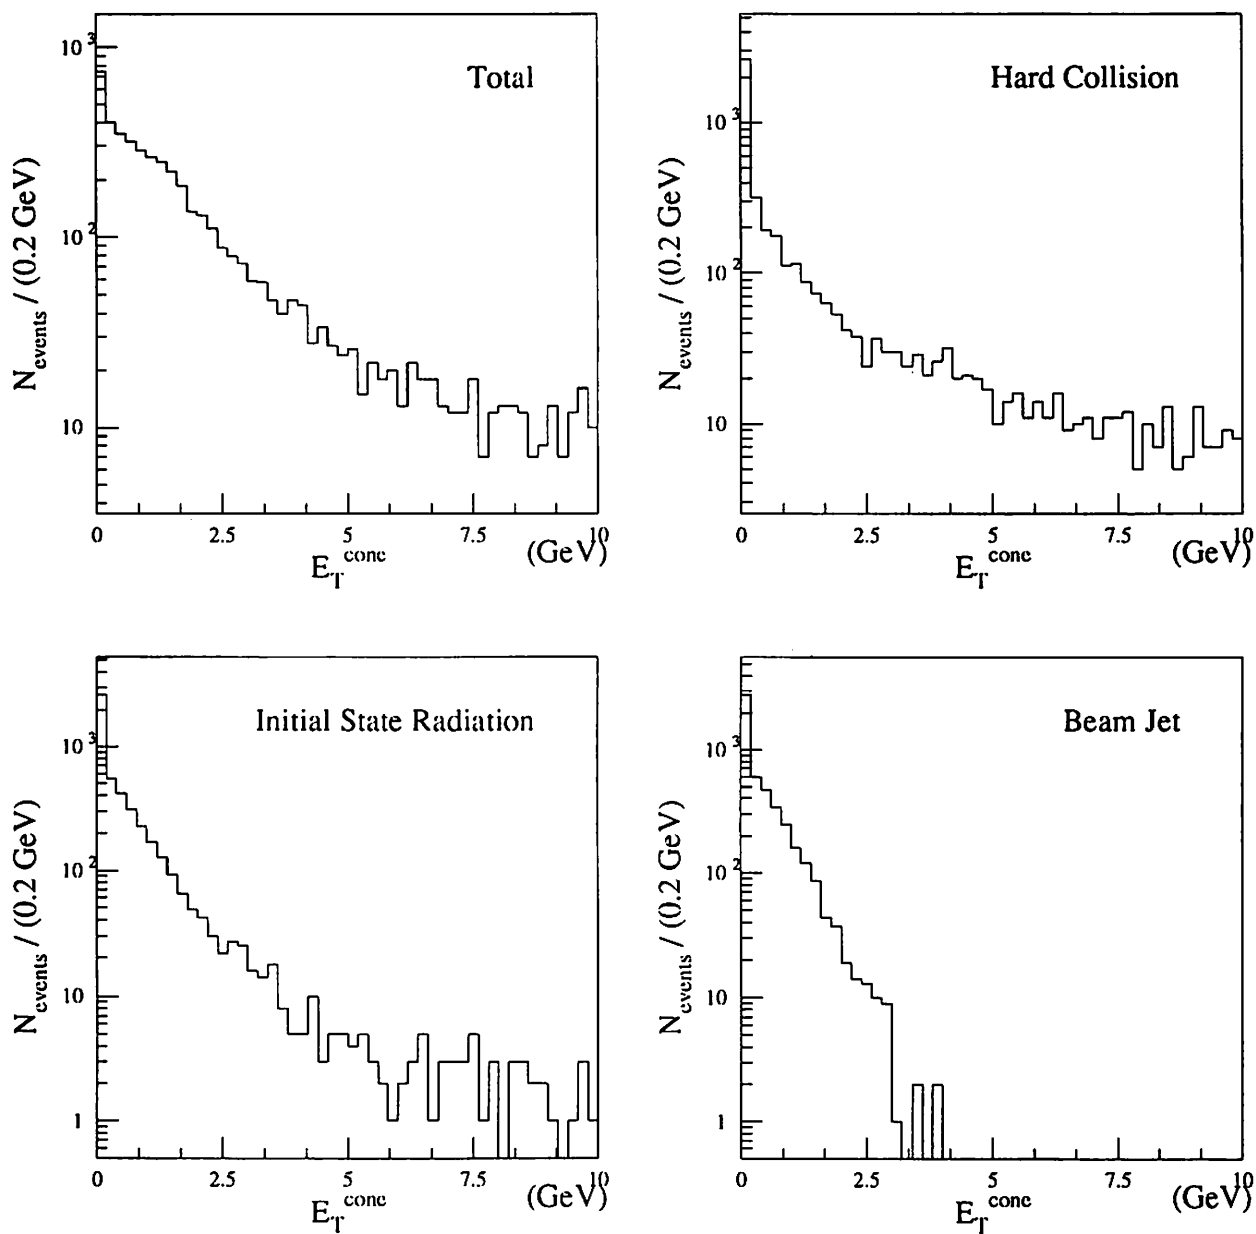 Total
10³
10²
10
N_events / (0.2 GeV)
0 2.5 5 7.5 10
E_T^cone (GeV)
Hard Collision
10³
10²
10
N_events / (0.2 GeV)
0 2.5 5 7.5 10
E_T^cone (GeV)
Initial State Radiation
10³
10²
10
1
N_events / (0.2 GeV)
0 2.5 5 7.5 10
E_T^cone (GeV)
Beam Jet
10³
10²
10
1
N_events / (0.2 GeV)
0 2.5 5 7.5 10
E_T^cone (GeV)